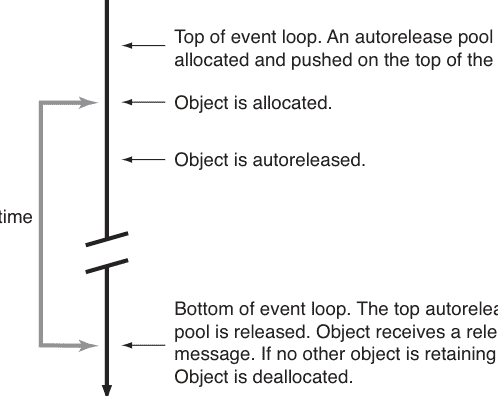 Top of event loop. An autorelease pool
allocated and pushed on the top of the
Object is allocated.
Object is autoreleased.
time
Bottom of event loop. The top
pool is released. Object receives a
message. If no other object is retaining
Object is deallocated.